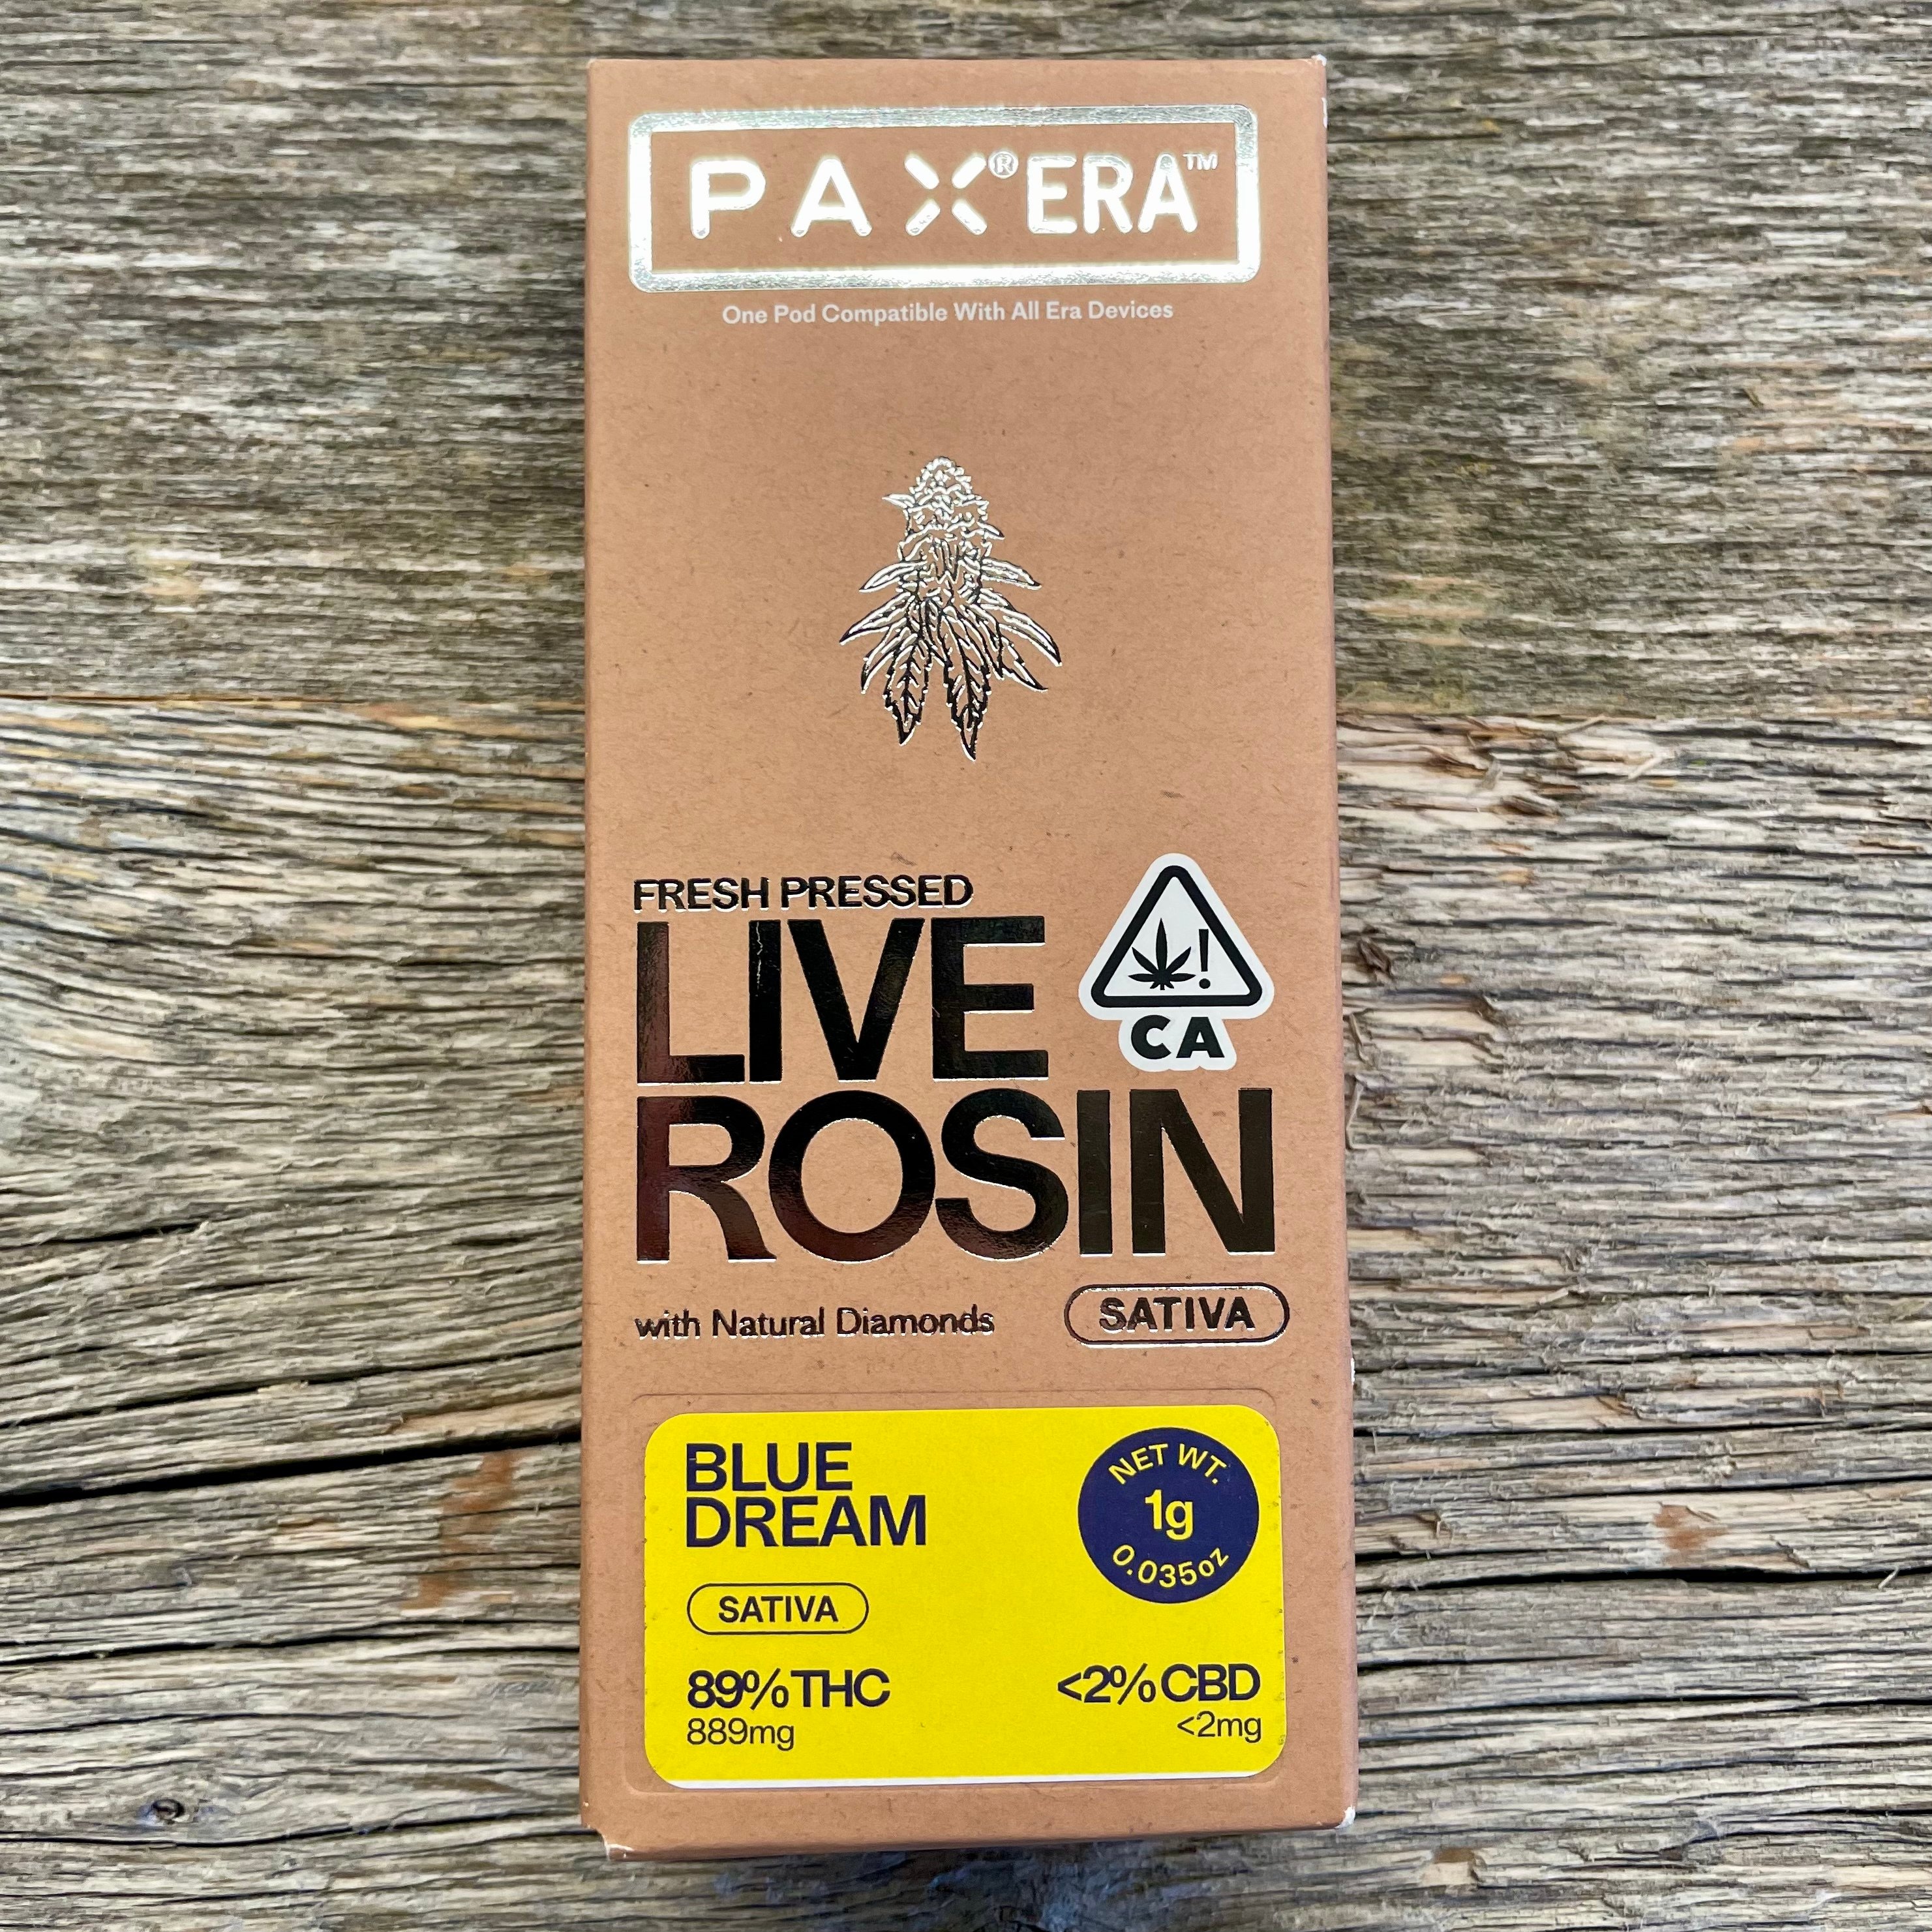 PAX® ERA™
One Pod Compatible With All Era Devices
FRESH PRESSED
LIVE
ROSIN
!
CA
with Natural Diamonds
SATIVA
BLUE
DREAM
SATIVA
89% THC
889mg
NET WT.
1g
0.035oz
<2% CBD
<2mg